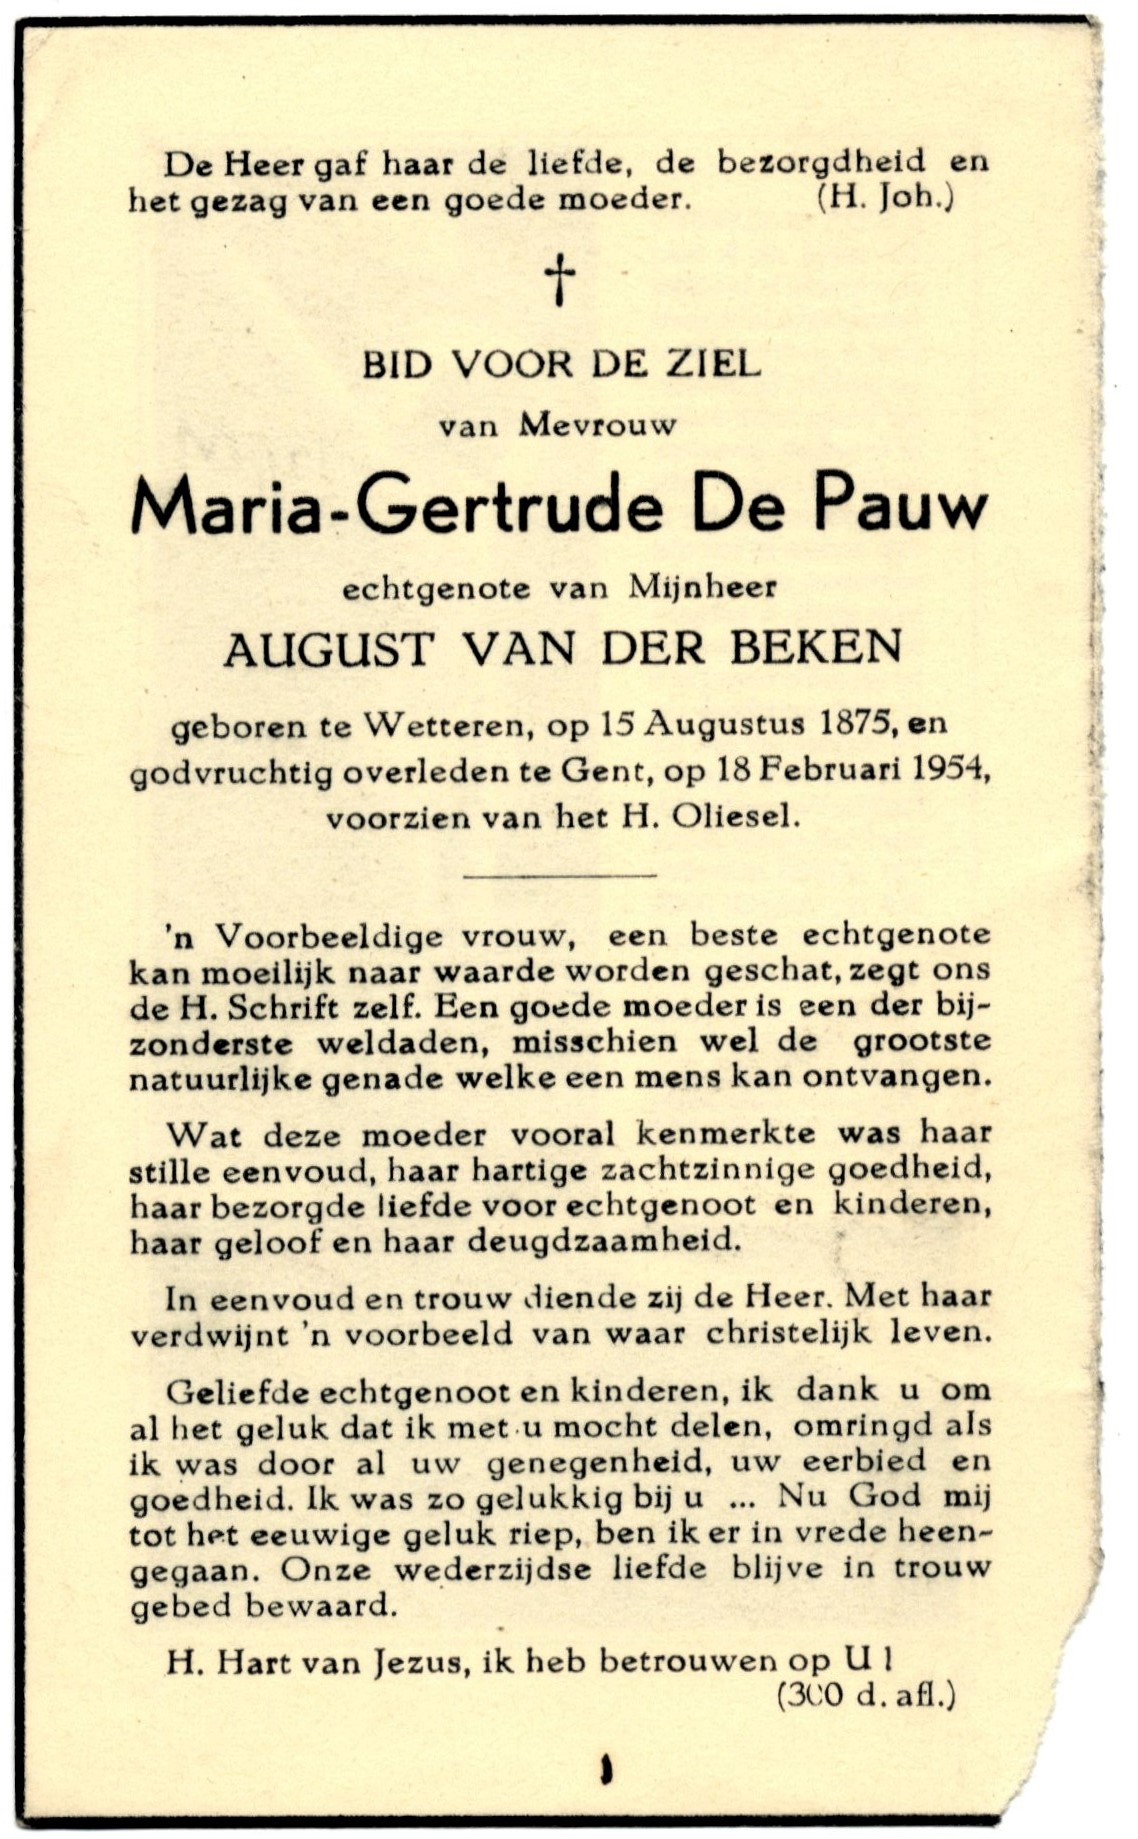 De Heer gaf haar de liefde, de bezorgdheid en
het gezag van een goede moeder. (H. Joh.)
†
BID VOOR DE ZIEL
van Mevrouw
Maria-Gertrude De Pauw
echtgenote van Mijnheer
AUGUST VAN DER BEKEN
geboren te Wetteren, op 15 Augustus 1875, en
godvruchtig overleden te Gent, op 18 Februari 1954,
voorzien van het H. Oliesel.
'n Voorbeeldige vrouw, een beste echtgenote
kan moeilijk naar waarde worden geschat, zegt ons
de H. Schrift zelf. Een goede moeder is een der bij-
zonderste weldaden, misschien wel de grootste
natuurlijke genade welke een mens kan ontvangen.
Wat deze moeder vooral kenmerkte was haar
stille eenvoud, haar hartige zachtzinnige goedheid,
haar bezorgde liefde voor echtgenoot en kinderen,
haar geloof en haar deugdzaamheid.
In eenvoud en trouw diende zij de Heer. Met haar
verdwijnt 'n voorbeeld van waar christelijk leven.
Geliefde echtgenoot en kinderen, ik dank u om
al het geluk dat ik met u mocht delen, omringd als
ik was door al uw genegenheid, uw eerbied en
goedheid. Ik was zo gelukkig bij u ... Nu God mij
tot het eeuwige geluk riep, ben ik er in vrede heen-
gegaan. Onze wederzijdse liefde blijve in trouw
gebed bewaard.
H. Hart van Jezus, ik heb betrouwen op U !
(300 d. afl.)